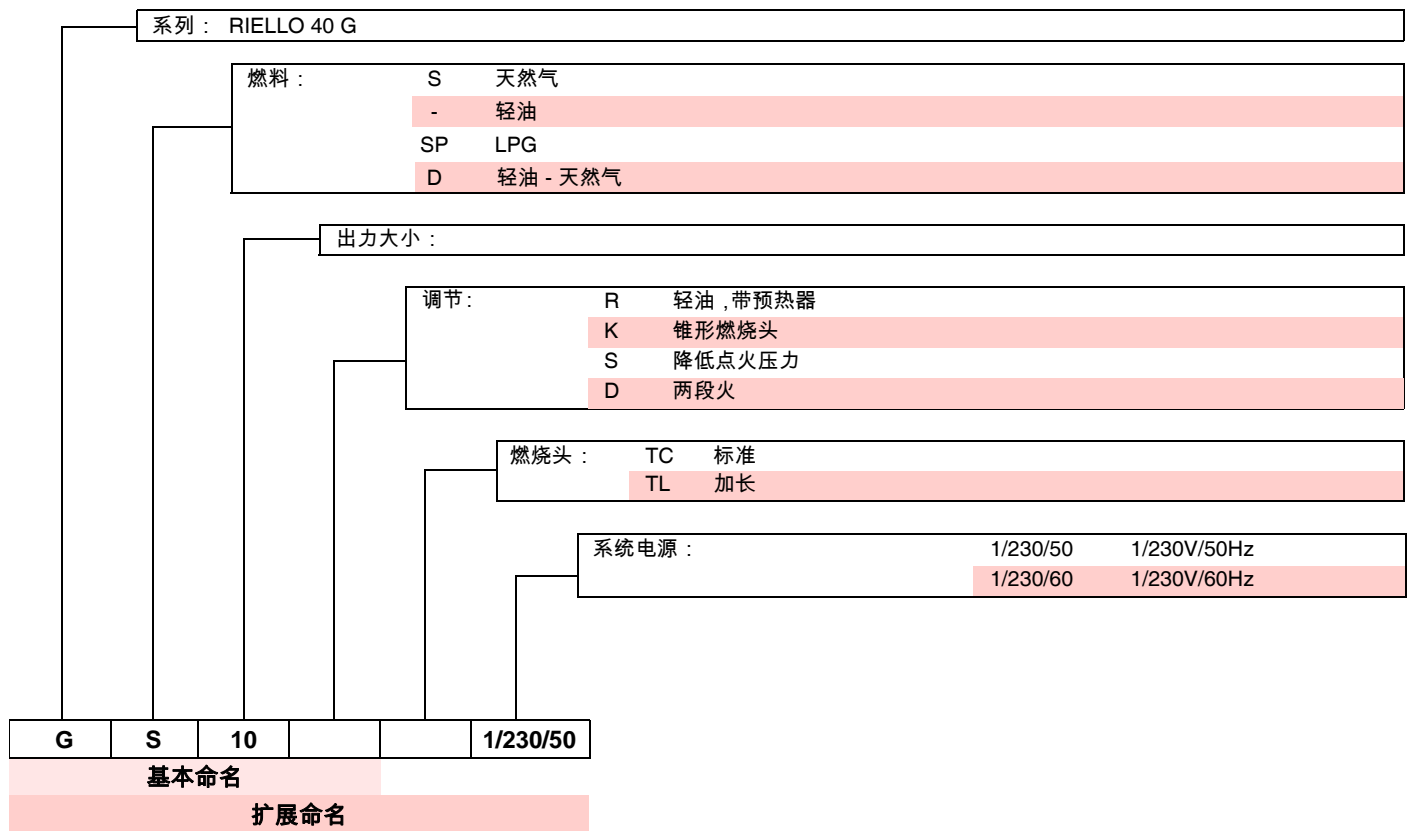 系列： RIELLO 40 G
燃料： S 天然气
- 轻油
SP LPG
D 轻油 - 天然气
出力大小：
调节： R 轻油 ,带预热器
K 锥形燃烧头
S 降低点火压力
D 两段火
燃烧头： TC 标准
TL 加长
系统电源： 1/230/50 1/230V/50Hz
1/230/60 1/230V/60Hz
G S 10 1/230/50
基本命名
扩展命名